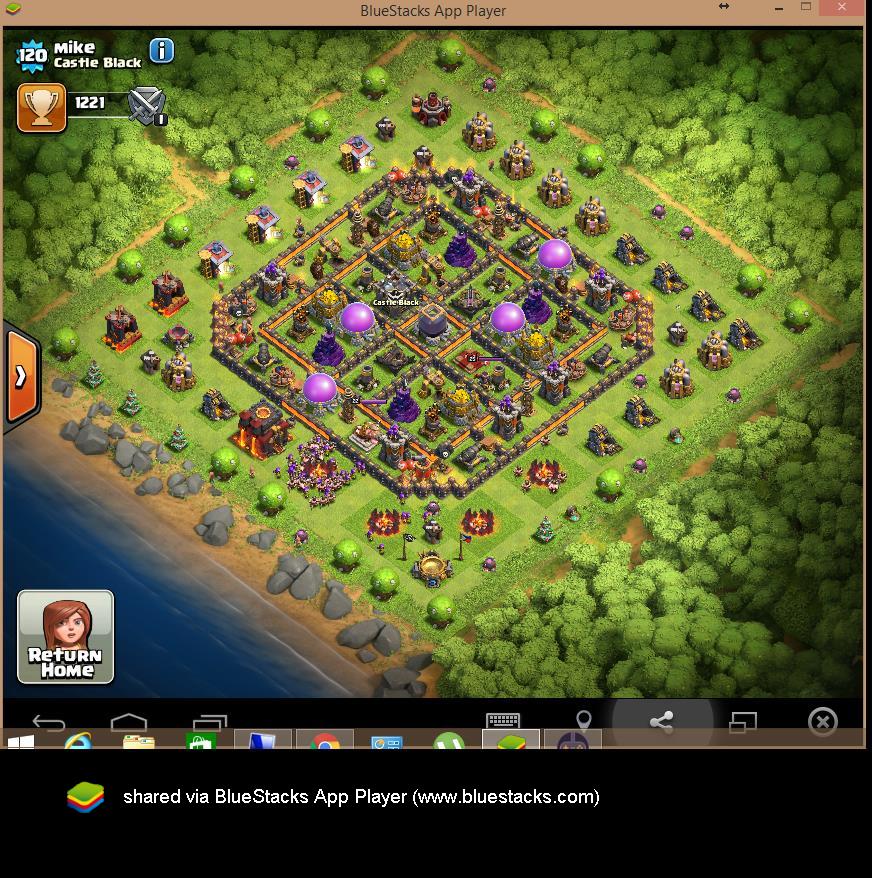 BlueStacks App Player
120
Mike
Castle Black
i
1221
Castle Black
Return
Home
shared via BlueStacks App Player (www.bluestacks.com)